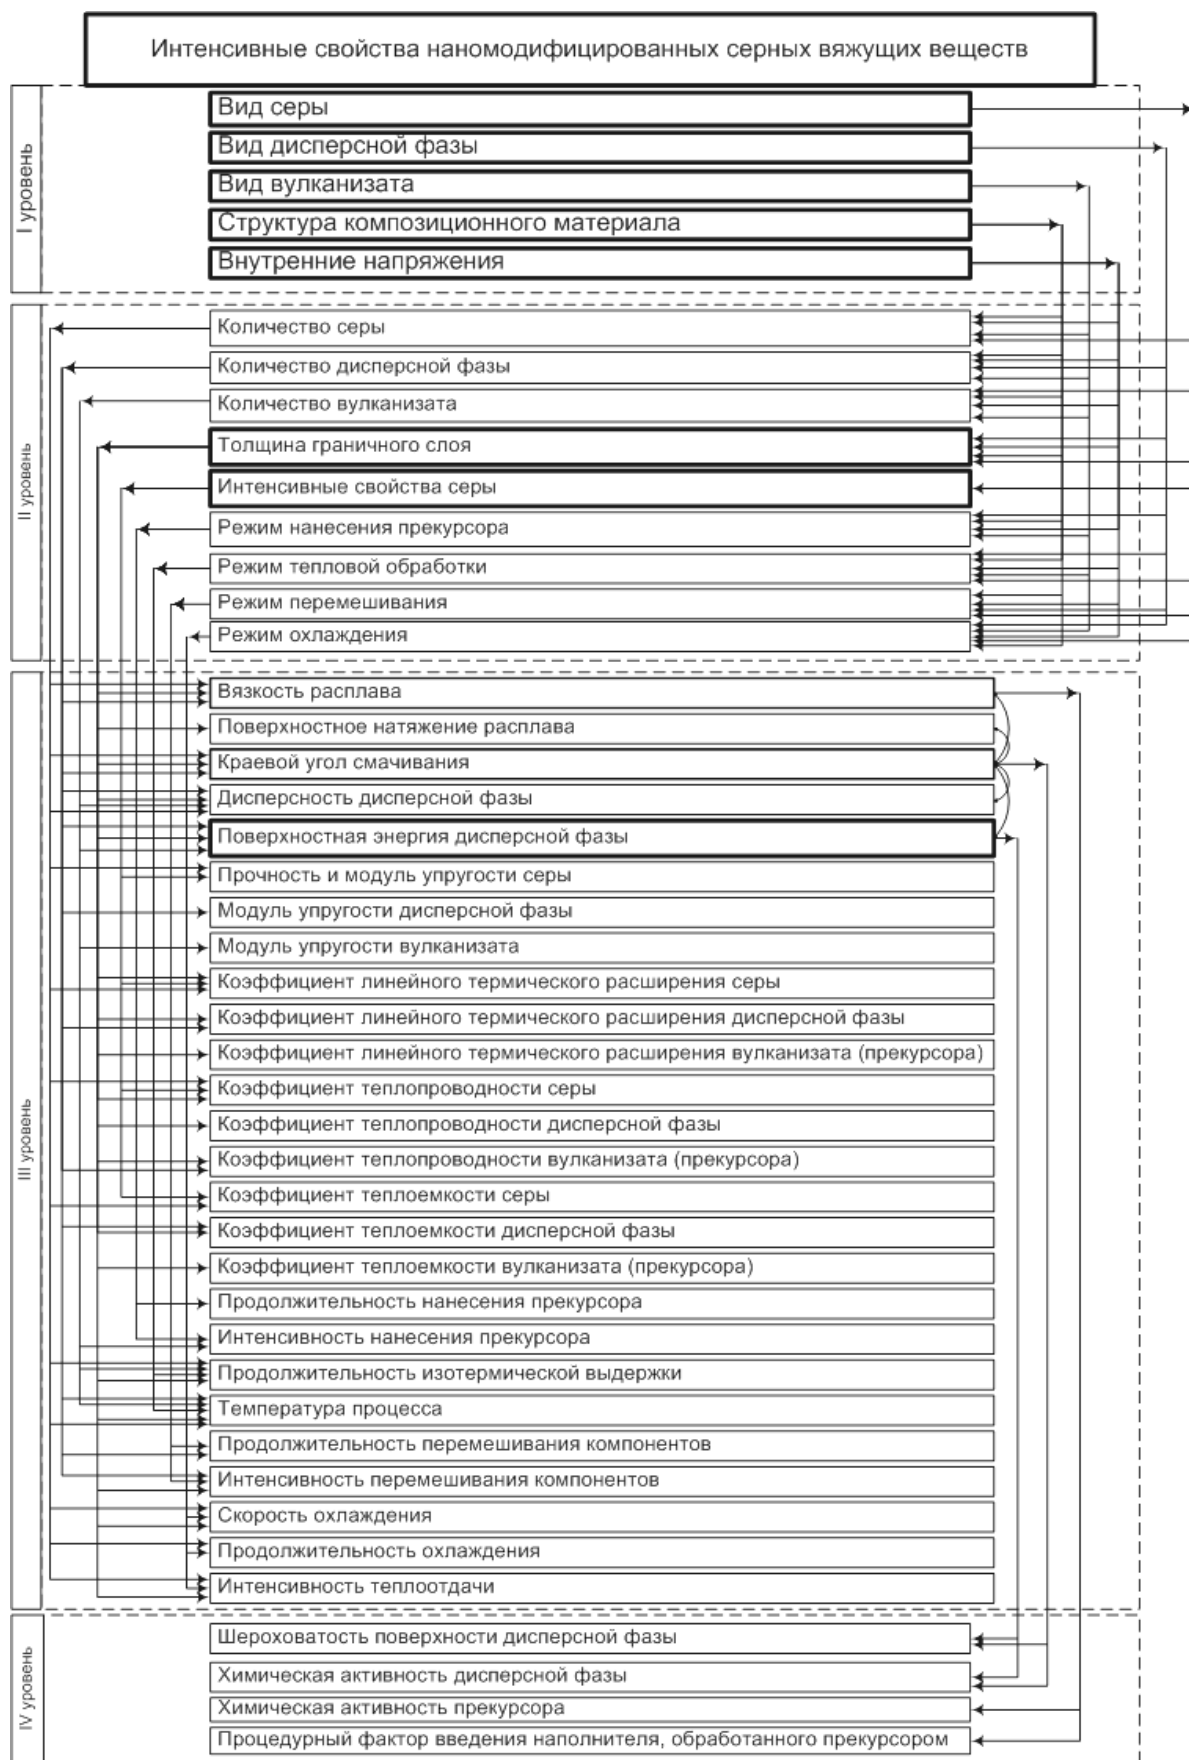 Интенсивные свойства наномодифицированных серных вяжущих веществ
I уровень
Вид серы
Вид дисперсной фазы
Вид вулканизата
Структура композиционного материала
Внутренние напряжения
II уровень
Количество серы
Количество дисперсной фазы
Количество вулканизата
Толщина граничного слоя
Интенсивные свойства серы
Режим нанесения прекурсора
Режим тепловой обработки
Режим перемешивания
Режим охлаждения
III уровень
Вязкость расплава
Поверхностное натяжение расплава
Краевой угол смачивания
Дисперсность дисперсной фазы
Поверхностная энергия дисперсной фазы
Прочность и модуль упругости серы
Модуль упругости дисперсной фазы
Модуль упругости вулканизата
Коэффициент линейного термического расширения серы
Коэффициент линейного термического расширения дисперсной фазы
Коэффициент линейного термического расширения вулканизата (прекурсора)
Коэффициент теплопроводности серы
Коэффициент теплопроводности дисперсной фазы
Коэффициент теплопроводности вулканизата (прекурсора)
Коэффициент теплоемкости серы
Коэффициент теплоемкости дисперсной фазы
Коэффициент теплоемкости вулканизата (прекурсора)
Продолжительность нанесения прекурсора
Интенсивность нанесения прекурсора
Продолжительность изотермической выдержки
Температура процесса
Продолжительность перемешивания компонентов
Интенсивность перемешивания компонентов
Скорость охлаждения
Продолжительность охлаждения
Интенсивность теплоотдачи
IV уровень
Шероховатость поверхности дисперсной фазы
Химическая активность дисперсной фазы
Химическая активность прекурсора
Процедурный фактор введения наполнителя, обработанного прекурсором